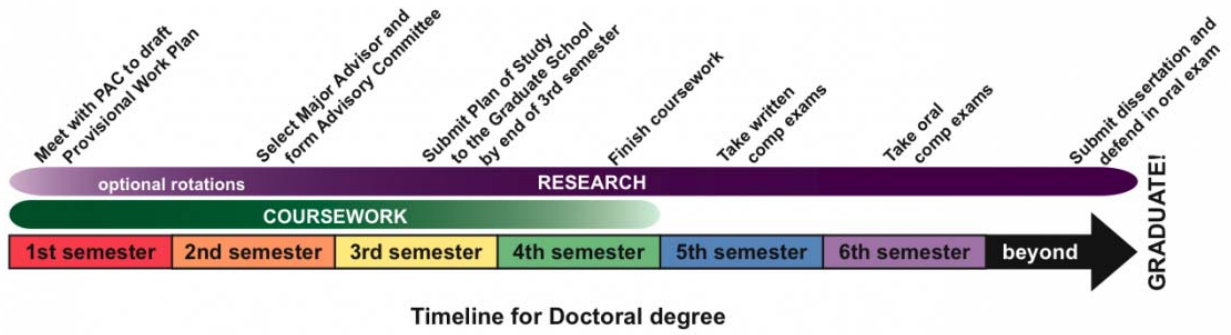 Meet with PAC to draft
Provisional Work Plan
Select Major Advisor and
form Advisory Committee
Submit Plan of Study
to the Graduate School
by end of 3rd semester
Finish coursework
Take written
comp exams
Take oral
comp exams
Submit dissertation and
defend in oral exam
optional rotations
RESEARCH
COURSEWORK
1st semester
2nd semester
3rd semester
4th semester
5th semester
6th semester
beyond
GRADUATE!
Timeline for Doctoral degree